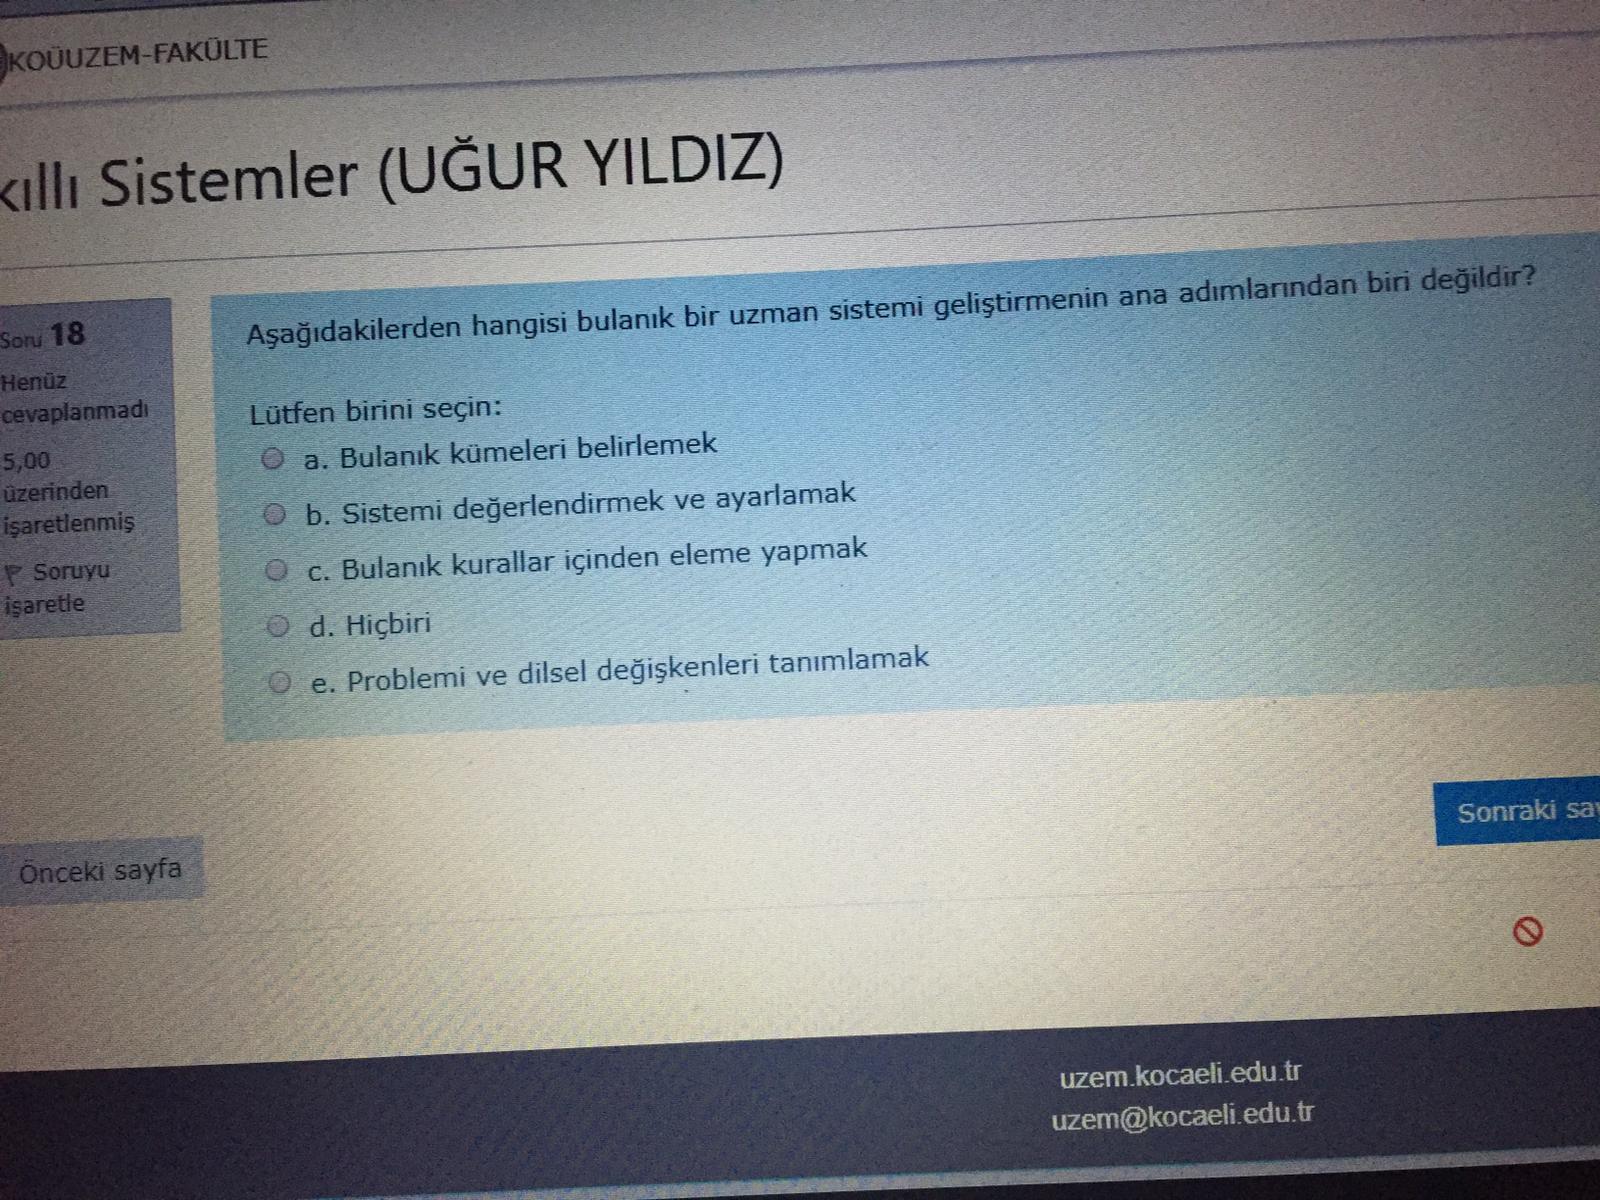 KOÜUZEM-FAKÜLTE
kıllı Sistemler (UĞUR YILDIZ)
Soru 18
Henüz
cevaplanmadı
5,00
üzerinden
işaretlenmiş
Soruyu
işaretle
Aşağıdakilerden hangisi bulanık bir uzman sistemi geliştirmenin ana adımlarından biri değildir?
Lütfen birini seçin:
a. Bulanık kümeleri belirlemek
b. Sistemi değerlendirmek ve ayarlamak
c. Bulanık kurallar içinden eleme yapmak
d. Hiçbiri
e. Problemi ve dilsel değişkenleri tanımlamak
Sonraki say
Önceki sayfa
uzem.kocaeli.edu.tr
uzem@kocaeli.edu.tr